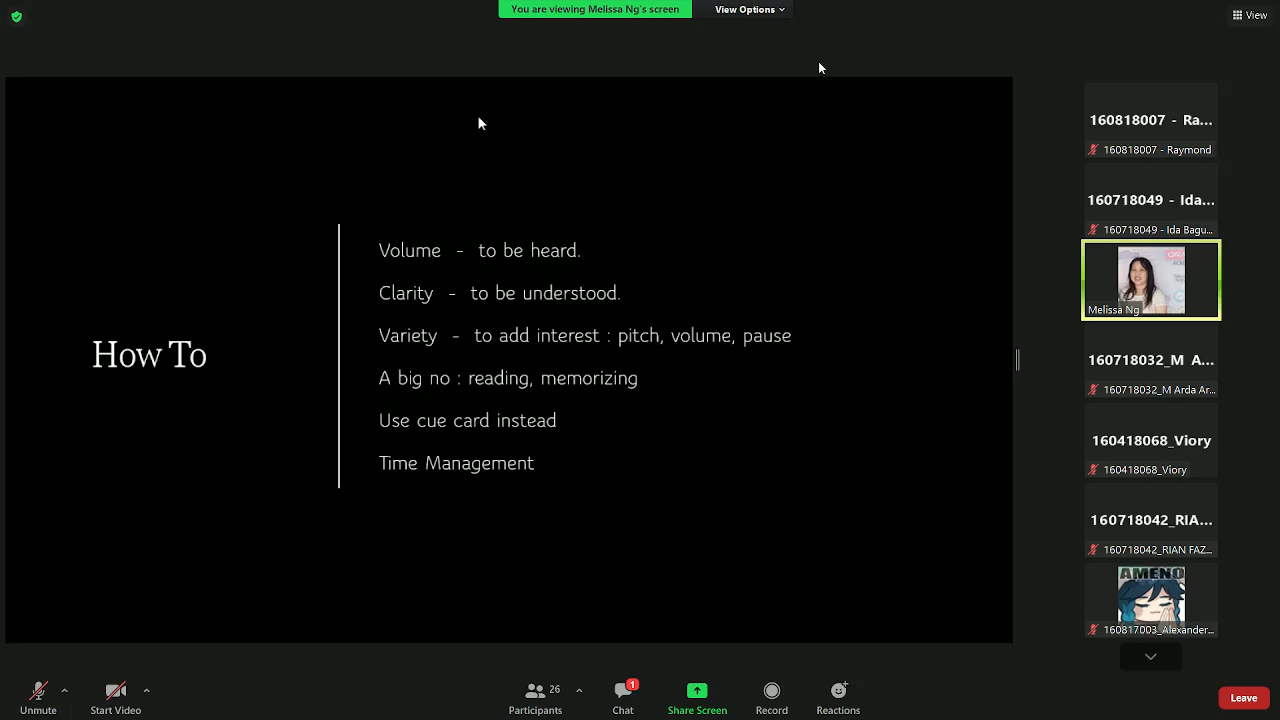 You are viewing Melissa Ng's screen
View Options
View
How To
Volume - to be heard.
Clarity - to be understood.
Variety - to add interest : pitch, volume, pause
A big no : reading, memorizing
Use cue card instead
Time Management
160818007 - Ra...
160818007 - Raymond
160718049 - Ida...
160718049 - Ida Bagu...
Melissa Ng
160718032_M A...
160718032_M Arda Ar...
160418068_Viory
160418068_Viory
160718042_RIA...
160718042_RIAN FAZ...
AMENO
160817003_Alexander...
Unmute
Start Video
26
Participants
1
Chat
Share Screen
Record
Reactions
Leave